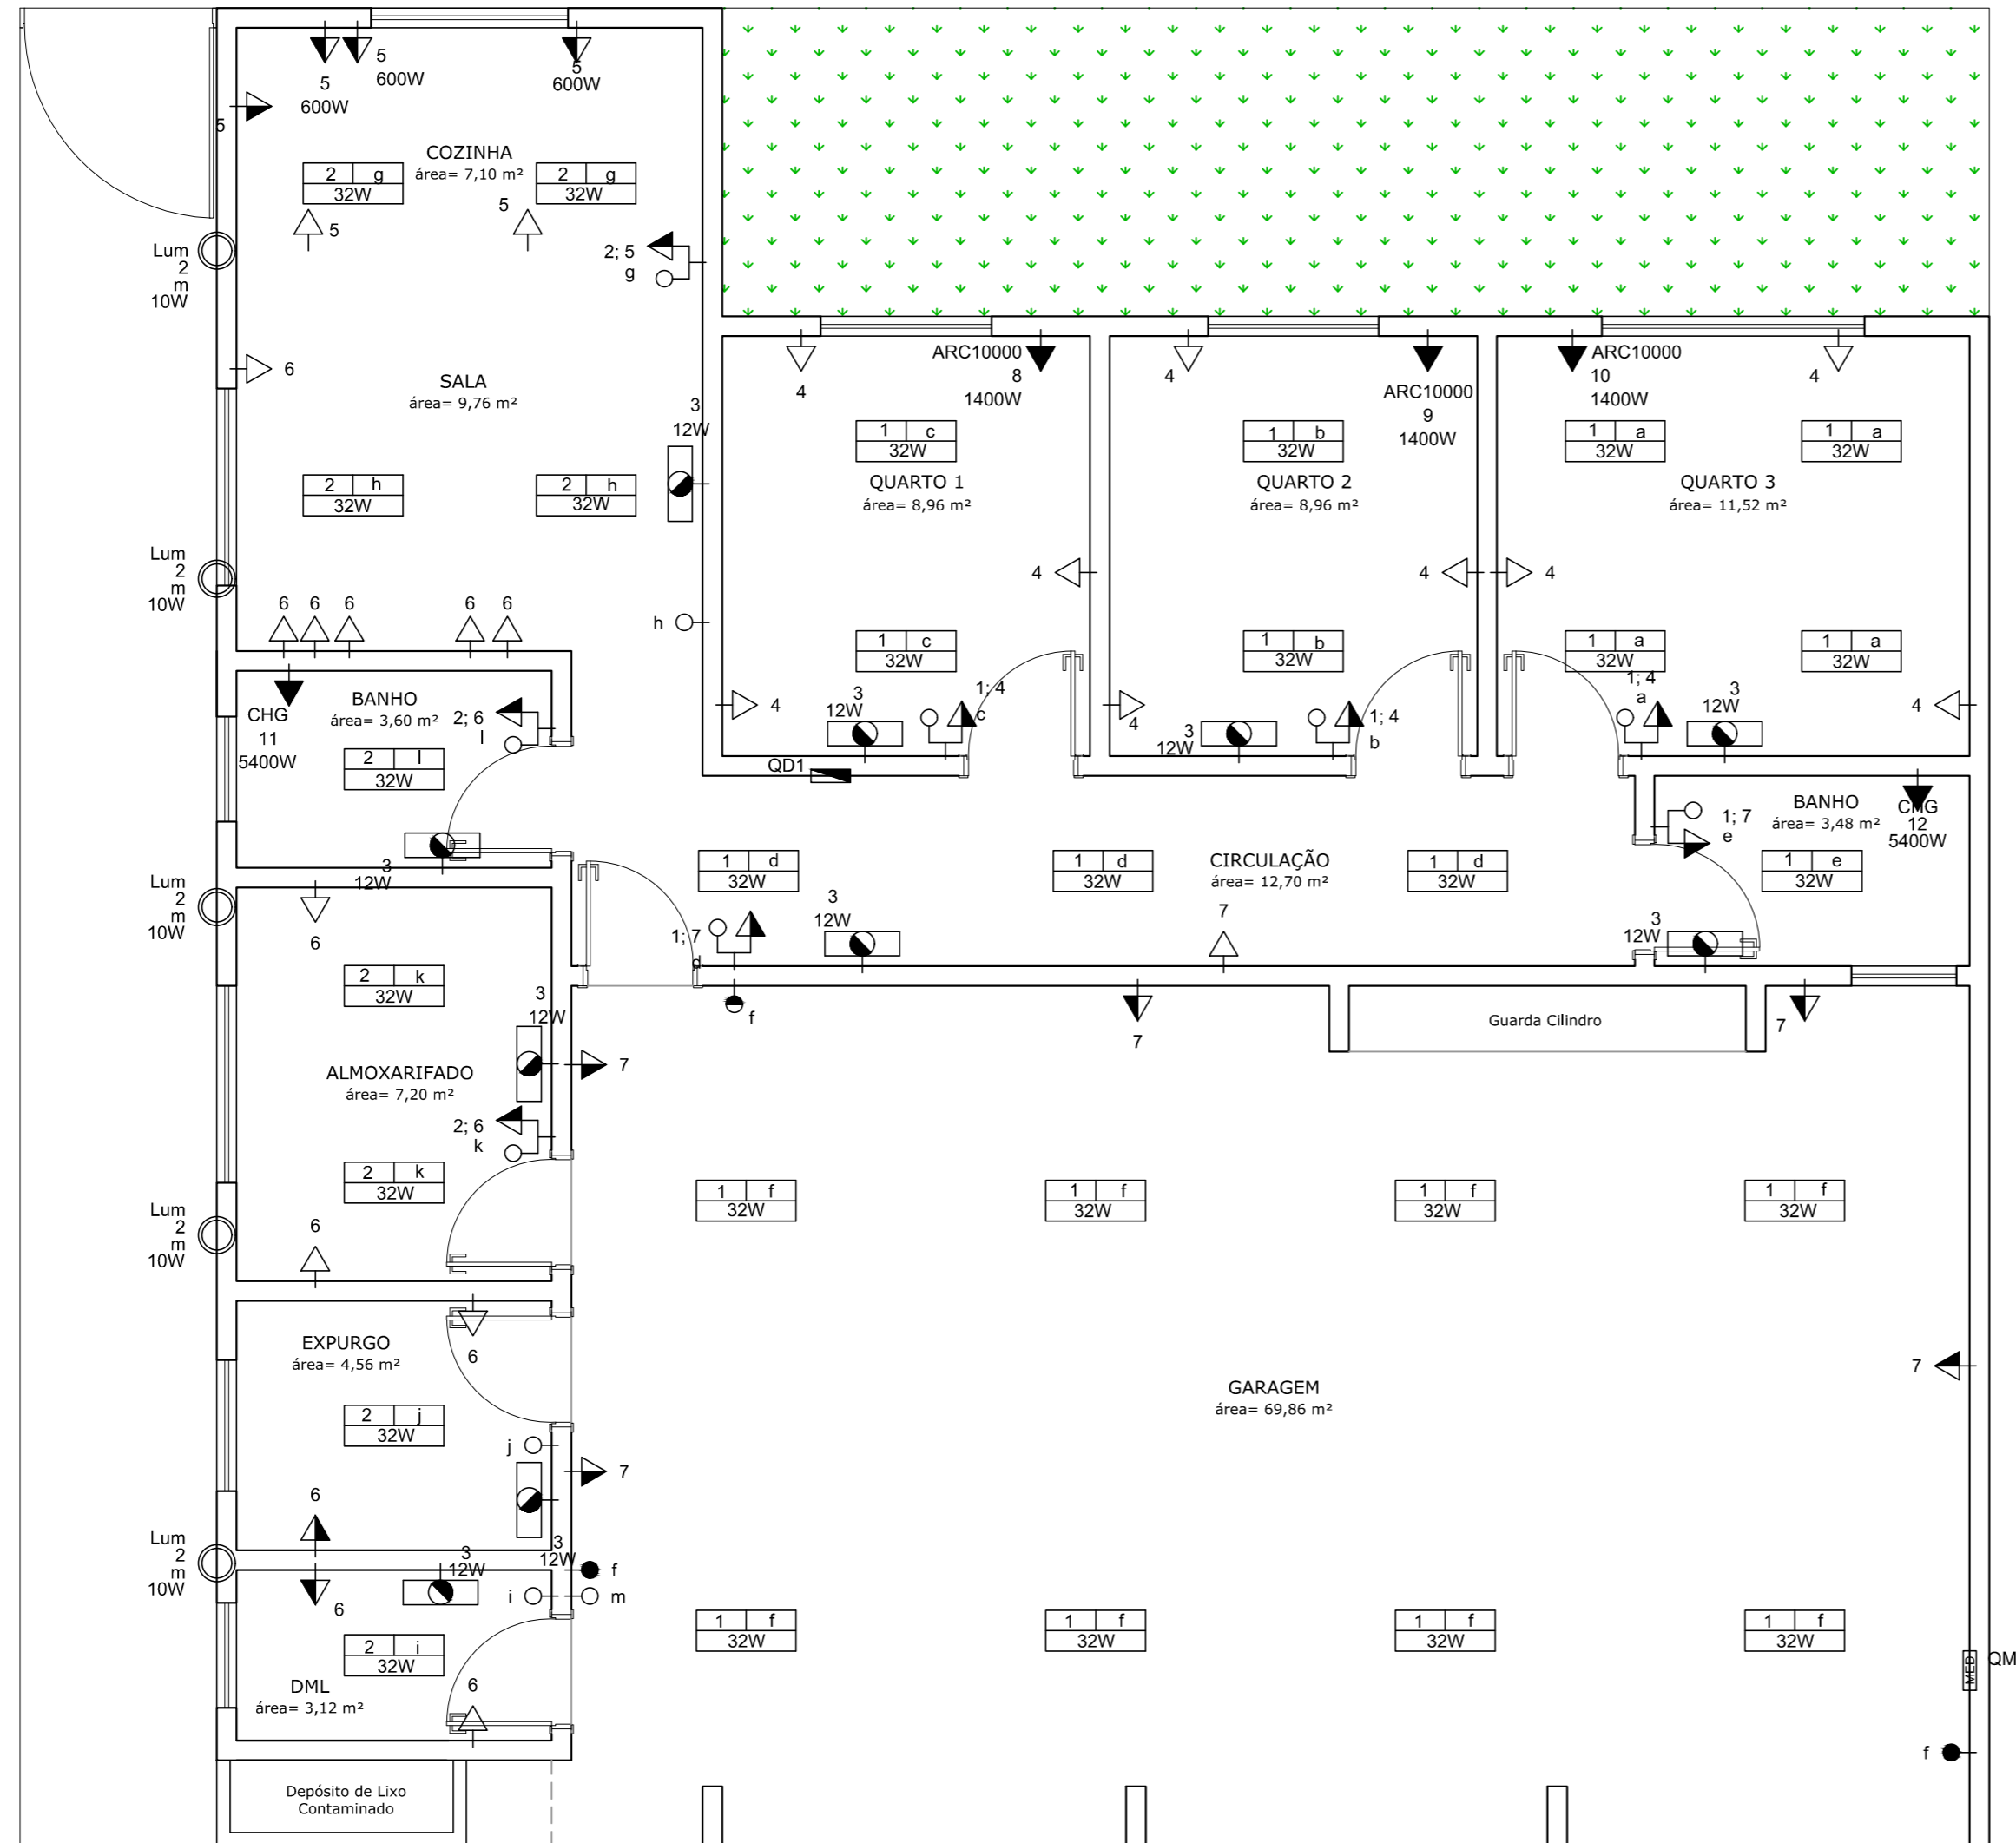 5
600W
5
600W
5
600W
5
COZINHA
área= 7,10 m²
2 g
32W
2 g
32W
5
5
2; 5
g
Lum
2
m
10W
6
SALA
área= 9,76 m²
3
12W
2 h
32W
2 h
32W
Lum
2
m
10W
h
6
6
6
6
6
ARC10000
8
1400W
4
1 c
32W
QUARTO 1
área= 8,96 m²
4
1 c
32W
4
3
12W
1; 4
c
4
ARC10000
9
1400W
1 b
32W
QUARTO 2
área= 8,96 m²
4
1 b
32W
4
3
12W
1; 4
b
ARC10000
10
1400W
4
1 a
32W
1 a
32W
QUARTO 3
área= 11,52 m²
4
1 a
32W
1 a
32W
1; 4
a
3
12W
4
CHG
11
5400W
BANHO
área= 3,60 m²
2; 6
l
2 l
32W
3
12W
QD1
1 d
32W
1 d
32W
CIRCULAÇÃO
área= 12,70 m²
1 d
32W
1; 7
d
3
12W
7
1; 7
e
BANHO
área= 3,48 m²
CHG
12
5400W
1 e
32W
3
12W
Lum
2
m
10W
6
2 k
32W
3
12W
ALMOXARIFADO
área= 7,20 m²
2; 6
k
2 k
32W
6
Lum
2
m
10W
f
7
7
Guarda Cilindro
7
1 f
32W
1 f
32W
1 f
32W
1 f
32W
EXPURGO
área= 4,56 m²
6
2 j
32W
j
7
6
3
12W
GARAGEM
área= 69,86 m²
7
Lum
2
m
10W
3
12W
f
6
i
m
2 i
32W
DML
área= 3,12 m²
6
1 f
32W
1 f
32W
1 f
32W
1 f
32W
MED
QM
f
Depósito de Lixo
Contaminado